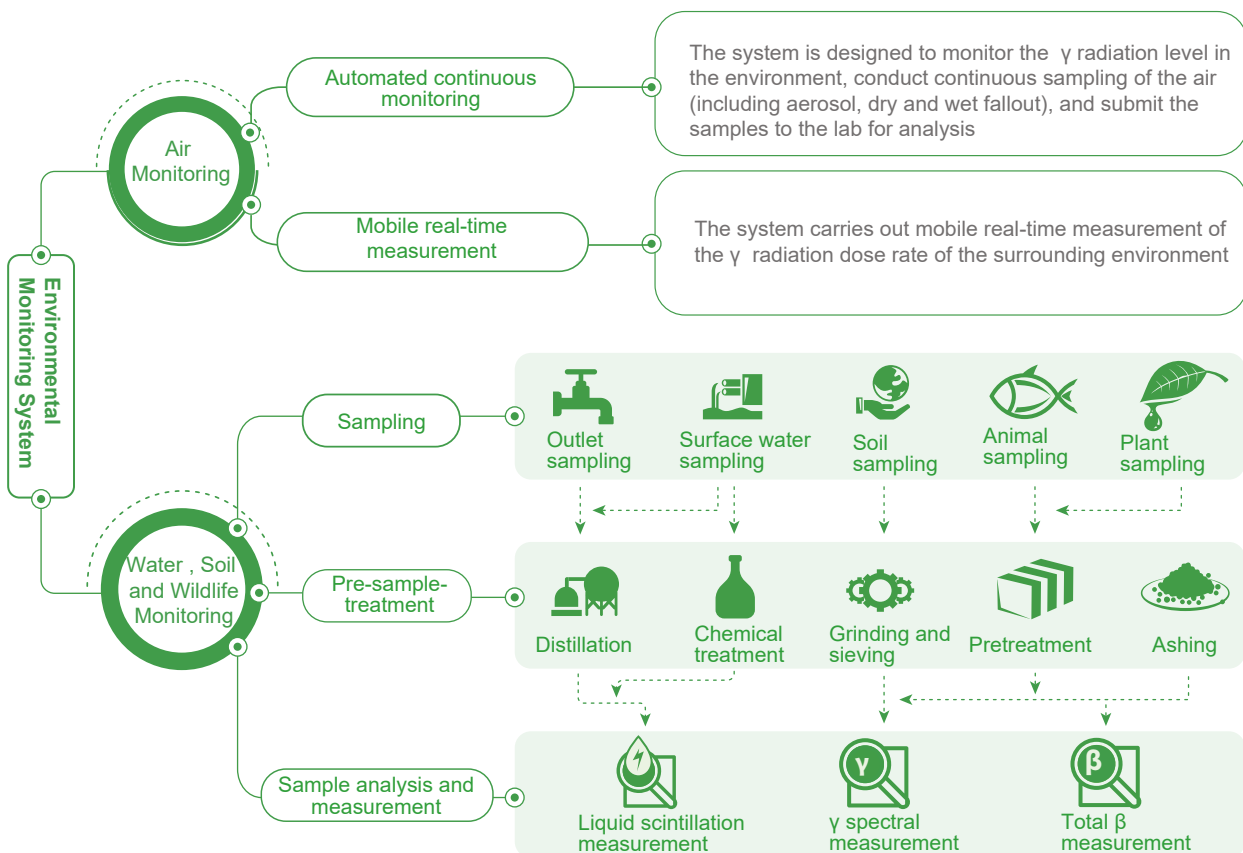 Environmental
Monitoring System
Air
Monitoring
Automated continuous
monitoring
The system is designed to monitor the γ radiation level in
the environment, conduct continuous sampling of the air
(including aerosol, dry and wet fallout), and submit the
samples to the lab for analysis
Mobile real-time
measurement
The system carries out mobile real-time measurement of
the γ radiation dose rate of the surrounding environment
Water , Soil
and Wildlife
Monitoring
Sampling
Outlet
sampling
Surface water
sampling
Soil
sampling
Animal
sampling
Plant
sampling
Pre-sample-
treatment
Distillation
Chemical
treatment
Grinding and
sieving
Pretreatment
Ashing
Sample analysis and
measurement
Liquid scintillation
measurement
γ
γ spectral
measurement
β
Total β
measurement